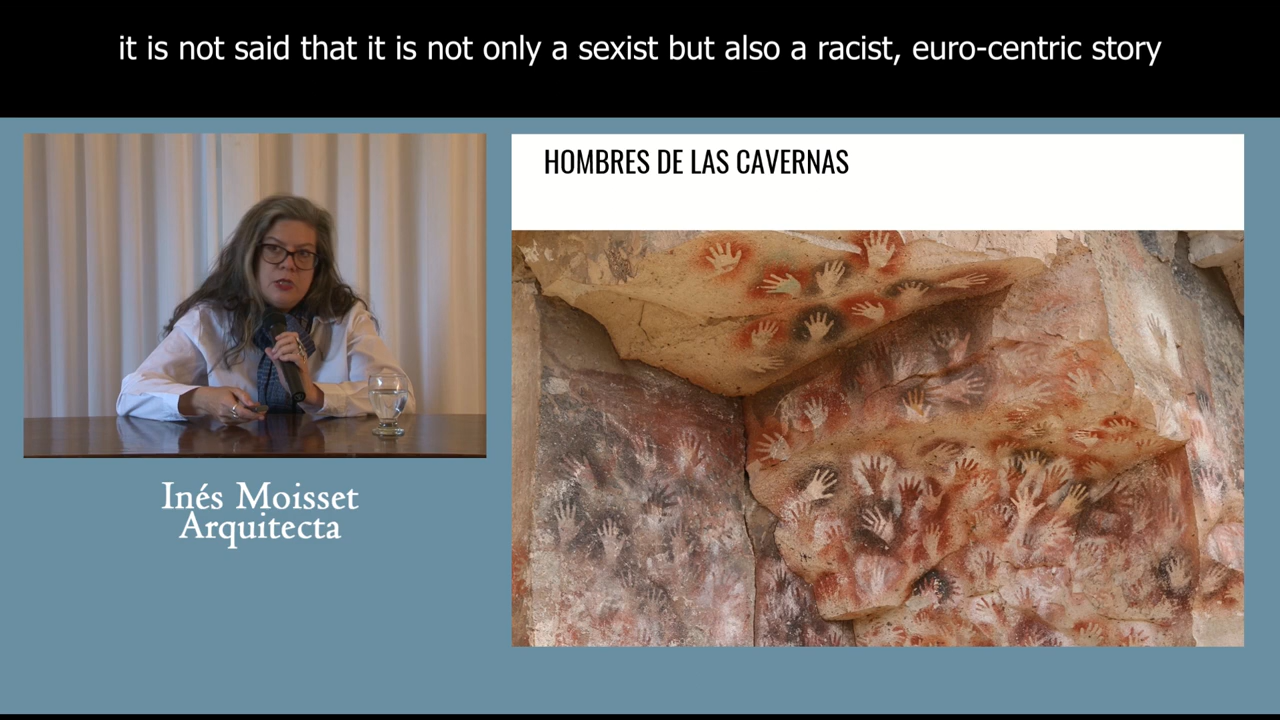 it is not said that it is not only a sexist but also a racist, euro-centric story
HOMBRES DE LAS CAVERNAS
Inés Moisset
Arquitecta